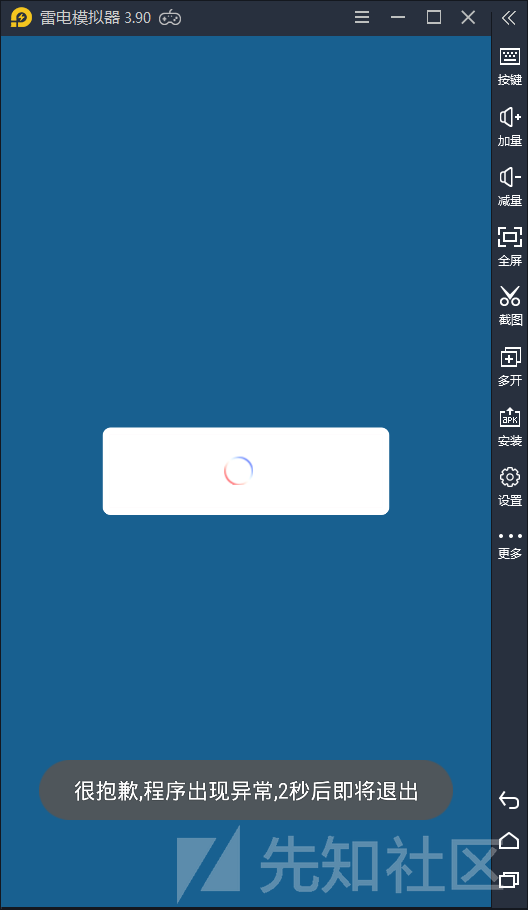 雷电模拟器 3.90
按键
加量
减量
全屏
截图
多开
APK
安装
设置
更多
很抱歉,程序出现异常,2秒后即将退出
先知社区